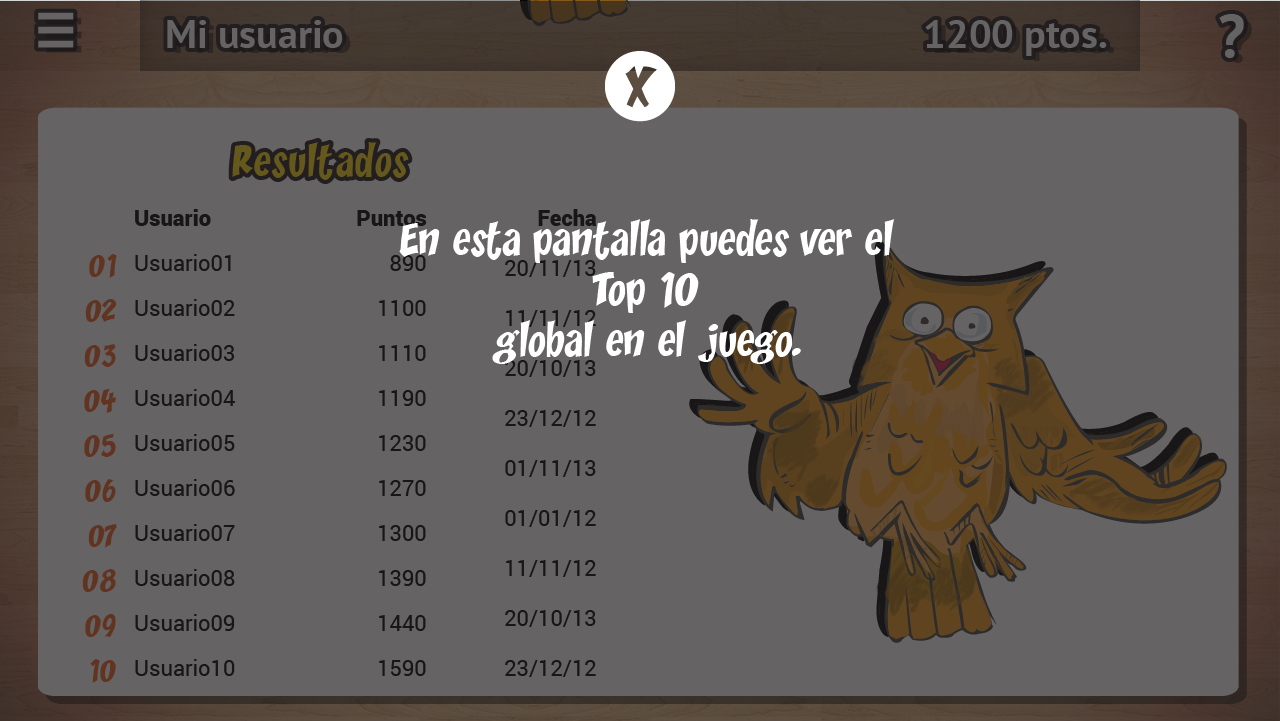 Mi usuario 1200 ptos. ?
X
Resultados
Usuario Puntos Fecha
En esta pantalla puedes ver el
Top 10
global en el juego.
01 Usuario01 890 20/11/13
02 Usuario02 1100 11/11/12
03 Usuario03 1110 20/10/13
04 Usuario04 1190 23/12/12
05 Usuario05 1230 01/11/13
06 Usuario06 1270 01/01/12
07 Usuario07 1300 11/11/12
08 Usuario08 1390 20/10/13
09 Usuario09 1440 23/12/12
10 Usuario10 1590